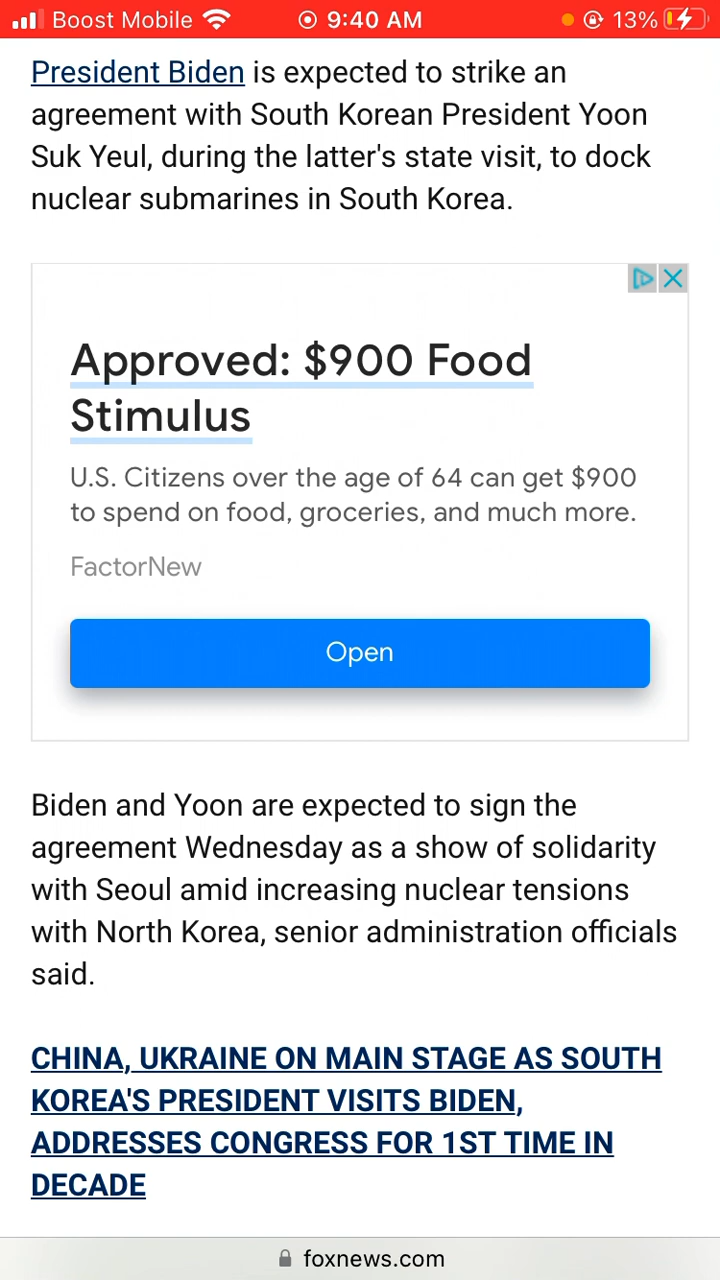 Boost Mobile 9:40 AM 13%
President Biden is expected to strike an
agreement with South Korean President Yoon
Suk Yeul, during the latter's state visit, to dock
nuclear submarines in South Korea.
Approved: $900 Food
Stimulus
U.S. Citizens over the age of 64 can get $900
to spend on food, groceries, and much more.
FactorNew
Open
Biden and Yoon are expected to sign the
agreement Wednesday as a show of solidarity
with Seoul amid increasing nuclear tensions
with North Korea, senior administration officials
said.
CHINA, UKRAINE ON MAIN STAGE AS SOUTH
KOREA'S PRESIDENT VISITS BIDEN,
ADDRESSES CONGRESS FOR 1ST TIME IN
DECADE
foxnews.com